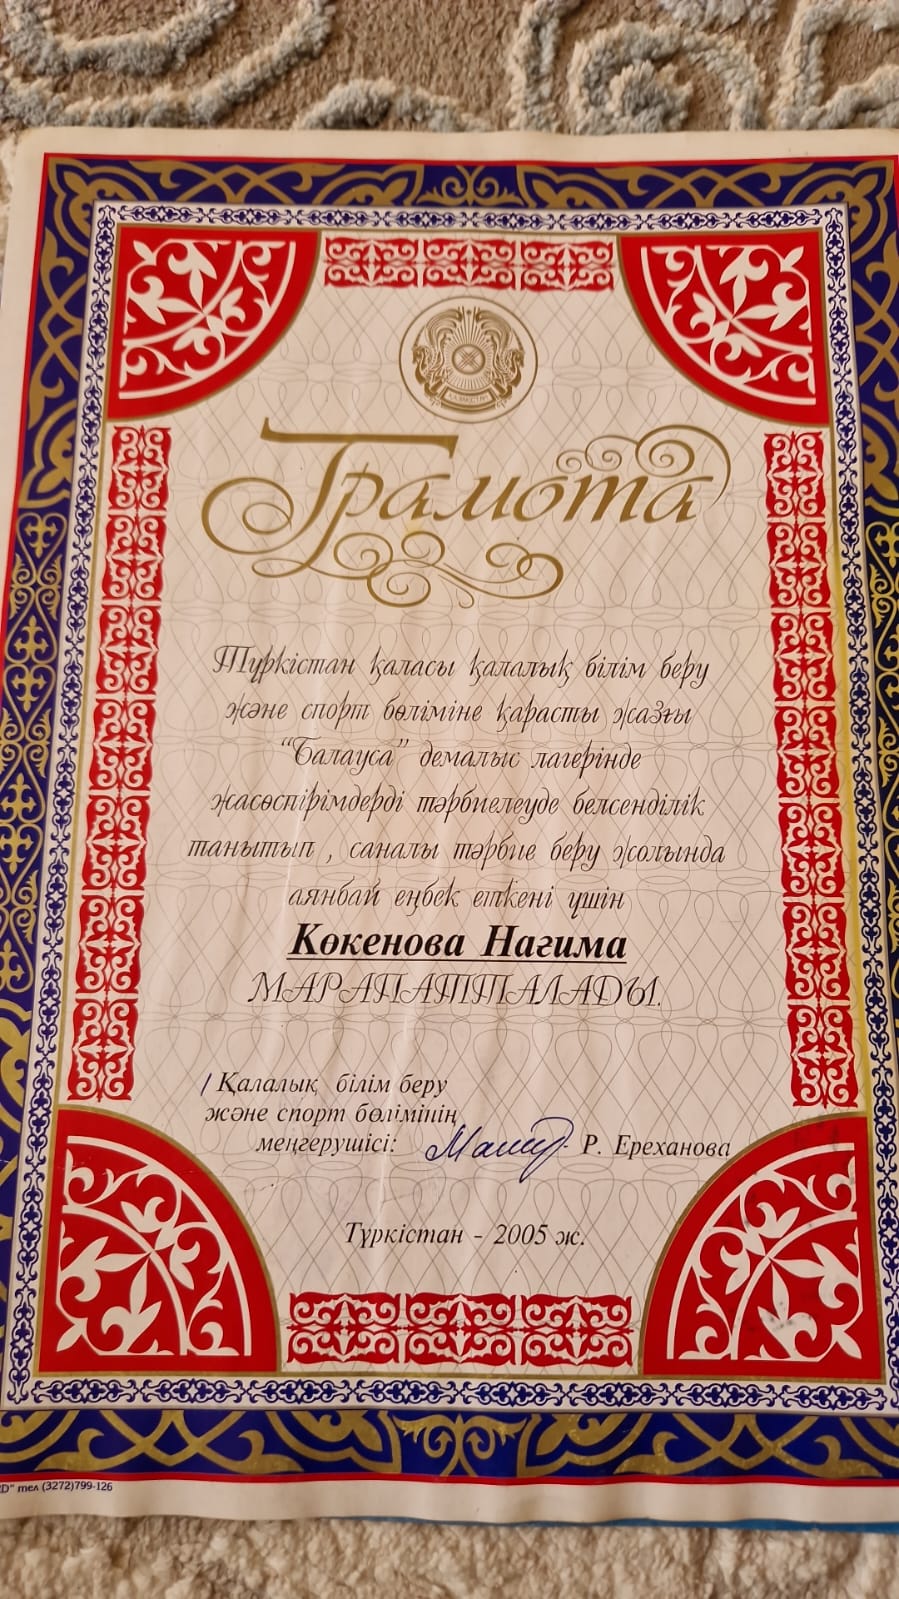 ҚАЗАҚСТАН
Грамота
Түркістан қаласы қалалық білім беру
және спорт бөліміне қарасты жазғы
“Балауса” демалыс лагерінде
жасөспірімдерді тәрбиелеуде белсенділік
танытып , саналы тәрбие беру жолында
аянбай еңбек еткені үшін
Көкенова Нағима
МАРАПАТТАЛАДЫ.
Қалалық білім беру
және спорт бөлімінің
меңгерушісі: Р. Ереханова
Түркістан - 2005 ж.
тел (3272)799-126